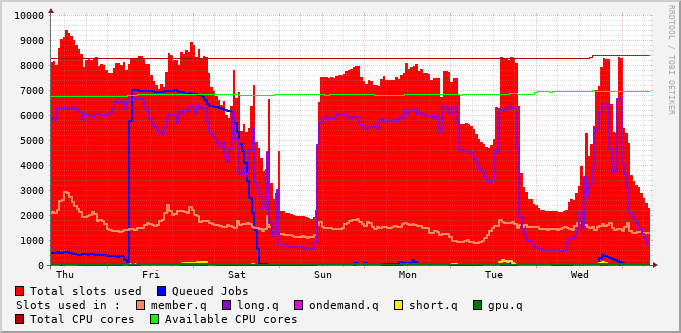 10000
9000
8000
7000
6000
5000
4000
3000
2000
1000
0
Thu Fri Sat Sun Mon Tue Wed
RRDTOOL / TOBI OETIKER
Total slots used Queued Jobs
Slots used in : member.q long.q ondemand.q short.q gpu.q
Total CPU cores Available CPU cores